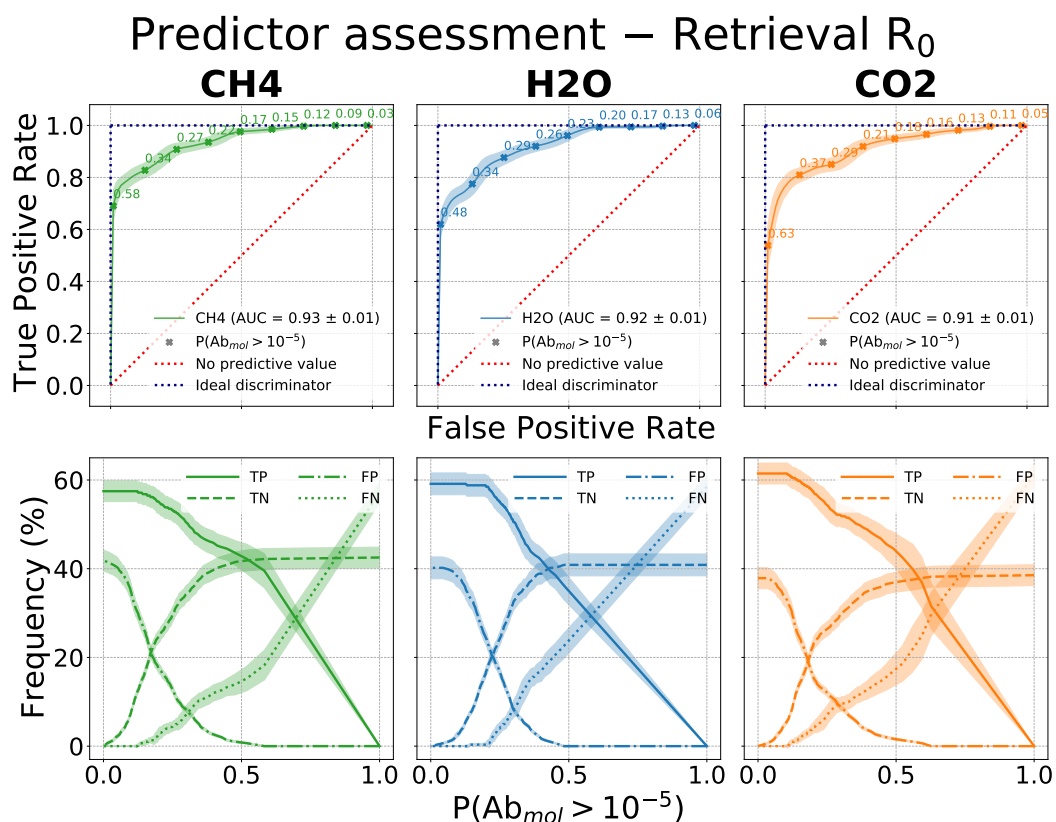 Predictor assessment − Retrieval R₀
CH4
H2O
CO2
True Positive Rate
1.0
0.8
0.6
0.4
0.2
0.0
0.58
0.34
0.27
0.22
0.17
0.15
0.12
0.09
0.03
CH4 (AUC = 0.93 ± 0.01)
P(Ab_mol > 10⁻⁵)
No predictive value
Ideal discriminator
0.48
0.34
0.29
0.26
0.23
0.20
0.17
0.13
0.06
H2O (AUC = 0.92 ± 0.01)
P(Ab_mol > 10⁻⁵)
No predictive value
Ideal discriminator
0.63
0.37
0.29
0.21
0.18
0.16
0.13
0.11
0.05
CO2 (AUC = 0.91 ± 0.01)
P(Ab_mol > 10⁻⁵)
No predictive value
Ideal discriminator
False Positive Rate
Frequency (%)
60
40
20
0
TP FP
TN FN
TP FP
TN FN
TP FP
TN FN
0.0 0.5 1.0
0.0 0.5 1.0
0.0 0.5 1.0
P(Ab_mol > 10⁻⁵)